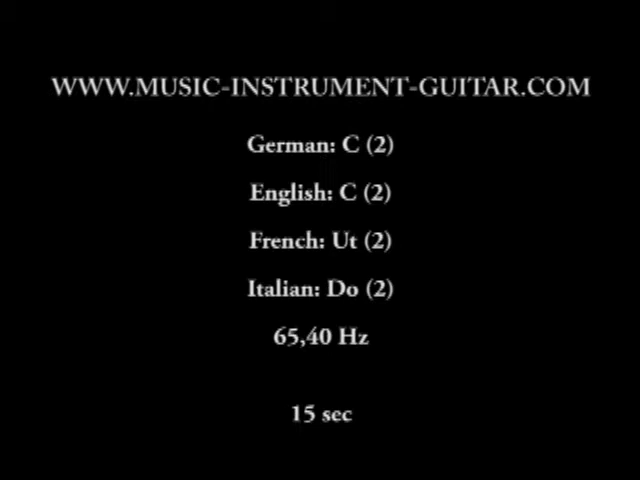 WWW.MUSIC-INSTRUMENT-GUITAR.COM
German: C (2)
English: C (2)
French: Ut (2)
Italian: Do (2)
65,40 Hz
15 sec